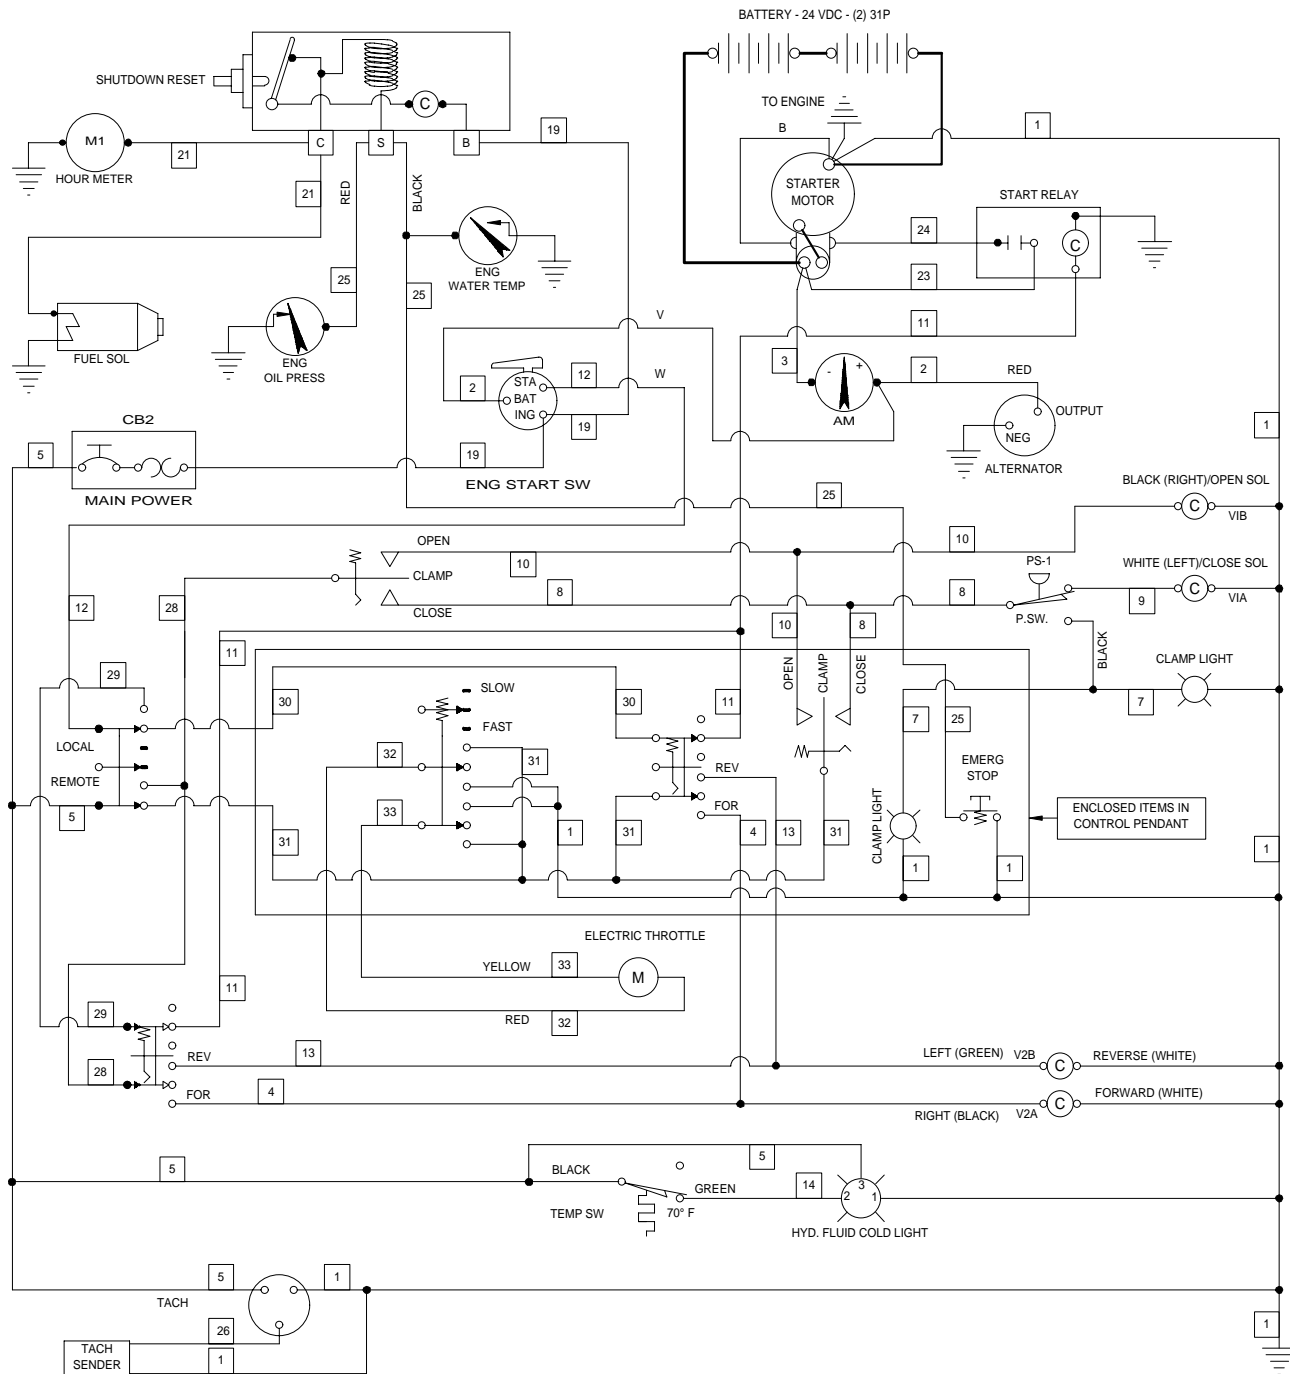 BATTERY - 24 VDC - (2) 31P
SHUTDOWN RESET
C
TO ENGINE
M1
HOUR METER
21
C
S
B
19
B
1
STARTER
MOTOR
START RELAY
21
RED
BLACK
24
C
ENG
WATER TEMP
23
25
25
11
ENG
OIL PRESS
FUEL SOL
V
W
STA
BAT
ING
2
12
19
3
-
+
AM
2
RED
OUTPUT
NEG
ALTERNATOR
1
CB2
5
MAIN POWER
19
ENG START SW
25
BLACK (RIGHT)/OPEN SOL
C
VIB
OPEN
10
10
PS-1
WHITE (LEFT)/CLOSE SOL
CLAMP
12
28
8
8
9
C
VIA
CLOSE
P.SW.
11
10
8
BLACK
CLAMP LIGHT
29
30
SLOW
30
11
OPEN
CLAMP
CLOSE
7
25
7
FAST
LOCAL
32
31
REV
EMERG
STOP
REMOTE
5
33
FOR
ENCLOSED ITEMS IN
CONTROL PENDANT
31
1
31
4
13
31
CLAMP LIGHT
1
1
1
ELECTRIC THROTTLE
YELLOW
33
M
11
RED
32
29
REV
13
LEFT (GREEN)
V2B
C
REVERSE (WHITE)
28
FOR
4
RIGHT (BLACK)
V2A
C
FORWARD (WHITE)
5
BLACK
5
GREEN
14
3
2
1
TEMP SW
70° F
HYD. FLUID COLD LIGHT
5
1
TACH
26
TACH
SENDER
1
1